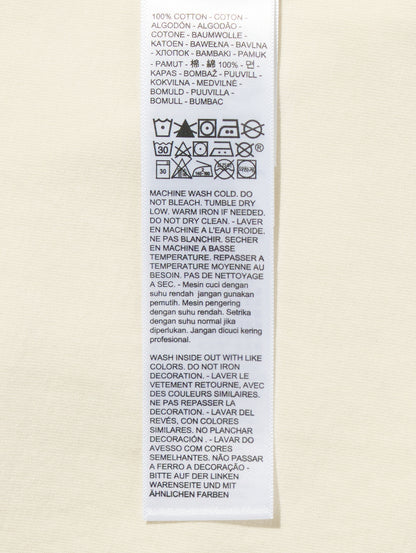 100% COTTON - COTON -
ALGODÓN - ALGODÃO -
COTONE - BAUMWOLLE -
KATOEN - BAWEŁNA - BAVLNA
- ХЛОПОК - BAMBAKI - PAMUK
- PAMUT - 棉 - 綿 100% - 면 -
KAPAS - BOMBAŽ - PUUVILL -
KOKVILNA - MEDVILNĖ -
BOMULD - PUUVILLA -
BOMULL - BUMBAC
30 ®
30
MACHINE WASH COLD. DO
NOT BLEACH. TUMBLE DRY
LOW. WARM IRON IF NEEDED.
DO NOT DRY CLEAN. - LAVER
EN MACHINE A L'EAU FROIDE.
NE PAS BLANCHIR. SECHER
EN MACHINE A BASSE
TEMPERATURE. REPASSER A
TEMPERATURE MOYENNE AU
BESOIN. PAS DE NETTOYAGE
A SEC. - Mesin cuci dengan
suhu rendah jangan gunakan
pemutih. Mesin pengering
dengan suhu rendah. Setrika
dengan suhu normal jika
diperlukan. Jangan dicuci kering
profesional.
WASH INSIDE OUT WITH LIKE
COLORS. DO NOT IRON
DECORATION. - LAVER LE
VETEMENT RETOURNE, AVEC
DES COULEURS SIMILAIRES.
NE PAS REPASSER LA
DECORATION. - LAVAR DEL
REVÉS, CON COLORES
SIMILARES. NO PLANCHAR
DECORACIÓN . - LAVAR DO
AVESSO COM CORES
SEMELHANTES. NÃO PASSAR
A FERRO A DECORAÇÃO -
BITTE AUF DER LINKEN
WARENSEITE UND MIT
ÄHNLICHEN FARBEN